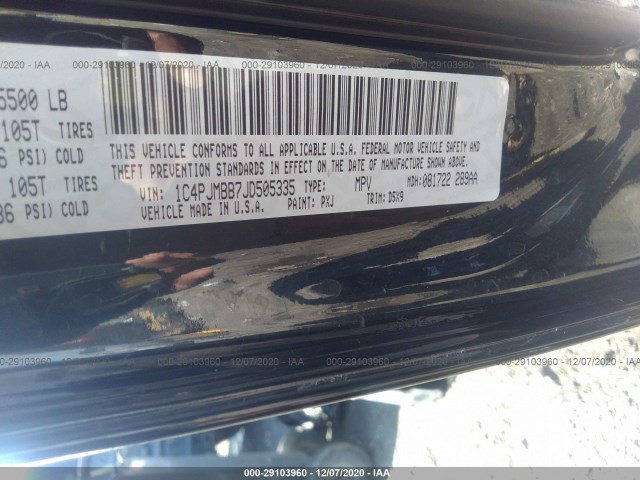 000-29103960 - 12/07/2020 - IAA
5500 LB
105T TIRES
PSI) COLD
105T TIRES
36 PSI) COLD
THIS VEHICLE CONFORMS TO ALL APPLICABLE U.S.A. FEDERAL MOTOR VEHICLE SAFETY AND
THEFT PREVENTION STANDARDS IN EFFECT ON THE DATE OF MANUFACTURE SHOWN ABOVE.
VIN: 1C4PJMBB7JD505335 TYPE: MPV MDH: 081722 289AA
VEHICLE MADE IN U.S.A. PAINT: PXJ TRIM: D5X9
000-29103960 - 12/07/2020 - IAA
000-29103960 - 12/07/2020 - IAA